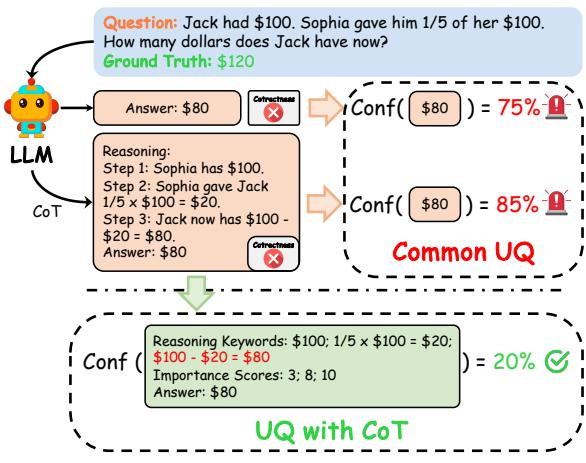 Question: Jack had $100. Sophia gave him 1/5 of her $100.
How many dollars does Jack have now?
Ground Truth: $120
LLM
Answer: $80
Cotrectness
Conf( $80 ) = 75%
CoT
Reasoning:
Step 1: Sophia has $100.
Step 2: Sophia gave Jack
1/5 x $100 = $20.
Step 3: Jack now has $100 -
$20 = $80.
Answer: $80
Cotrectness
Conf( $80 ) = 85%
Common UQ
Conf ( Reasoning Keywords: $100; 1/5 x $100 = $20;
$100 - $20 = $80
Importance Scores: 3; 8; 10
Answer: $80
) = 20%
UQ with CoT